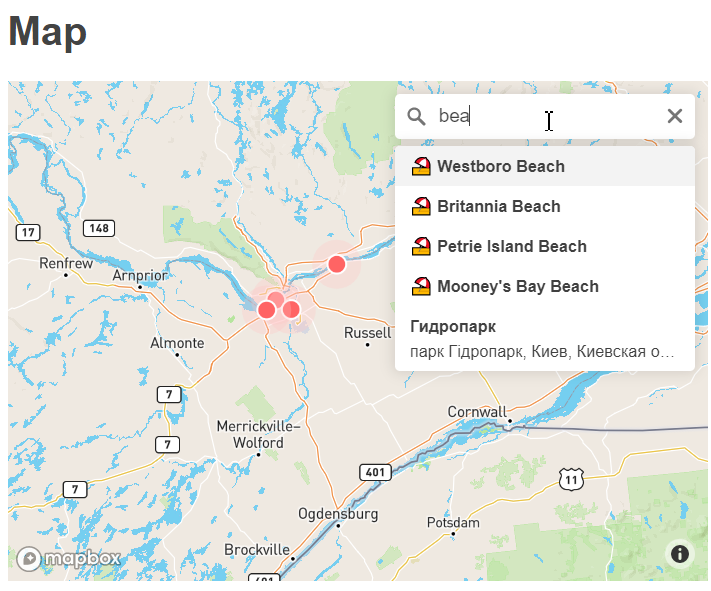 Map
bea
Westboro Beach
Britannia Beach
Petrie Island Beach
Mooney's Bay Beach
Гидропарк
парк Гідропарк, Киев, Киевская о…
17
148
Renfrew
Arnprior
Almonte
Russell
7
Merrickville–
Wolford
7
7
Cornwall
401
11
Ogdensburg
Potsdam
Brockville
401
mapbox